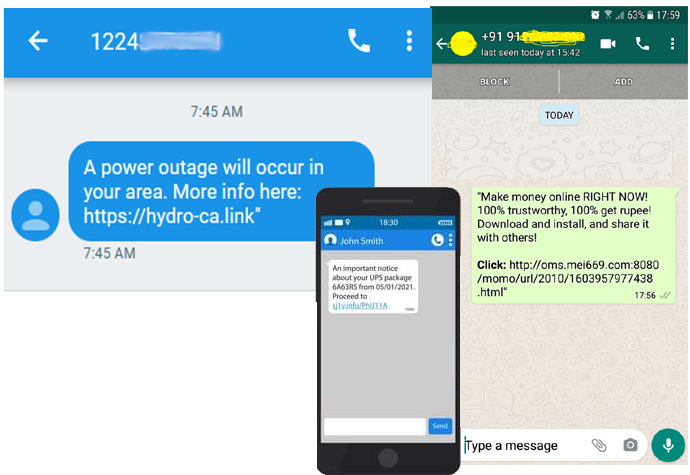 1224
7:45 AM
A power outage will occur in
your area. More info here:
https://hydro-ca.link"
7:45 AM
18:30
John Smith
An important notice
about your UPS package
6A63R5 from 05/01/2021.
Proceed to
xj1v.info/PhU11A
Send
63% 17:59
+91 91
last seen today at 15:42
BLOCK
ADD
TODAY
"Make money online RIGHT NOW!
100% trustworthy, 100% get rupee!
Download and install, and share it
with others!
Click: http://oms.mei669.com:8080
/momo/url/2010/1603957977438
.html"
17:56
Type a message